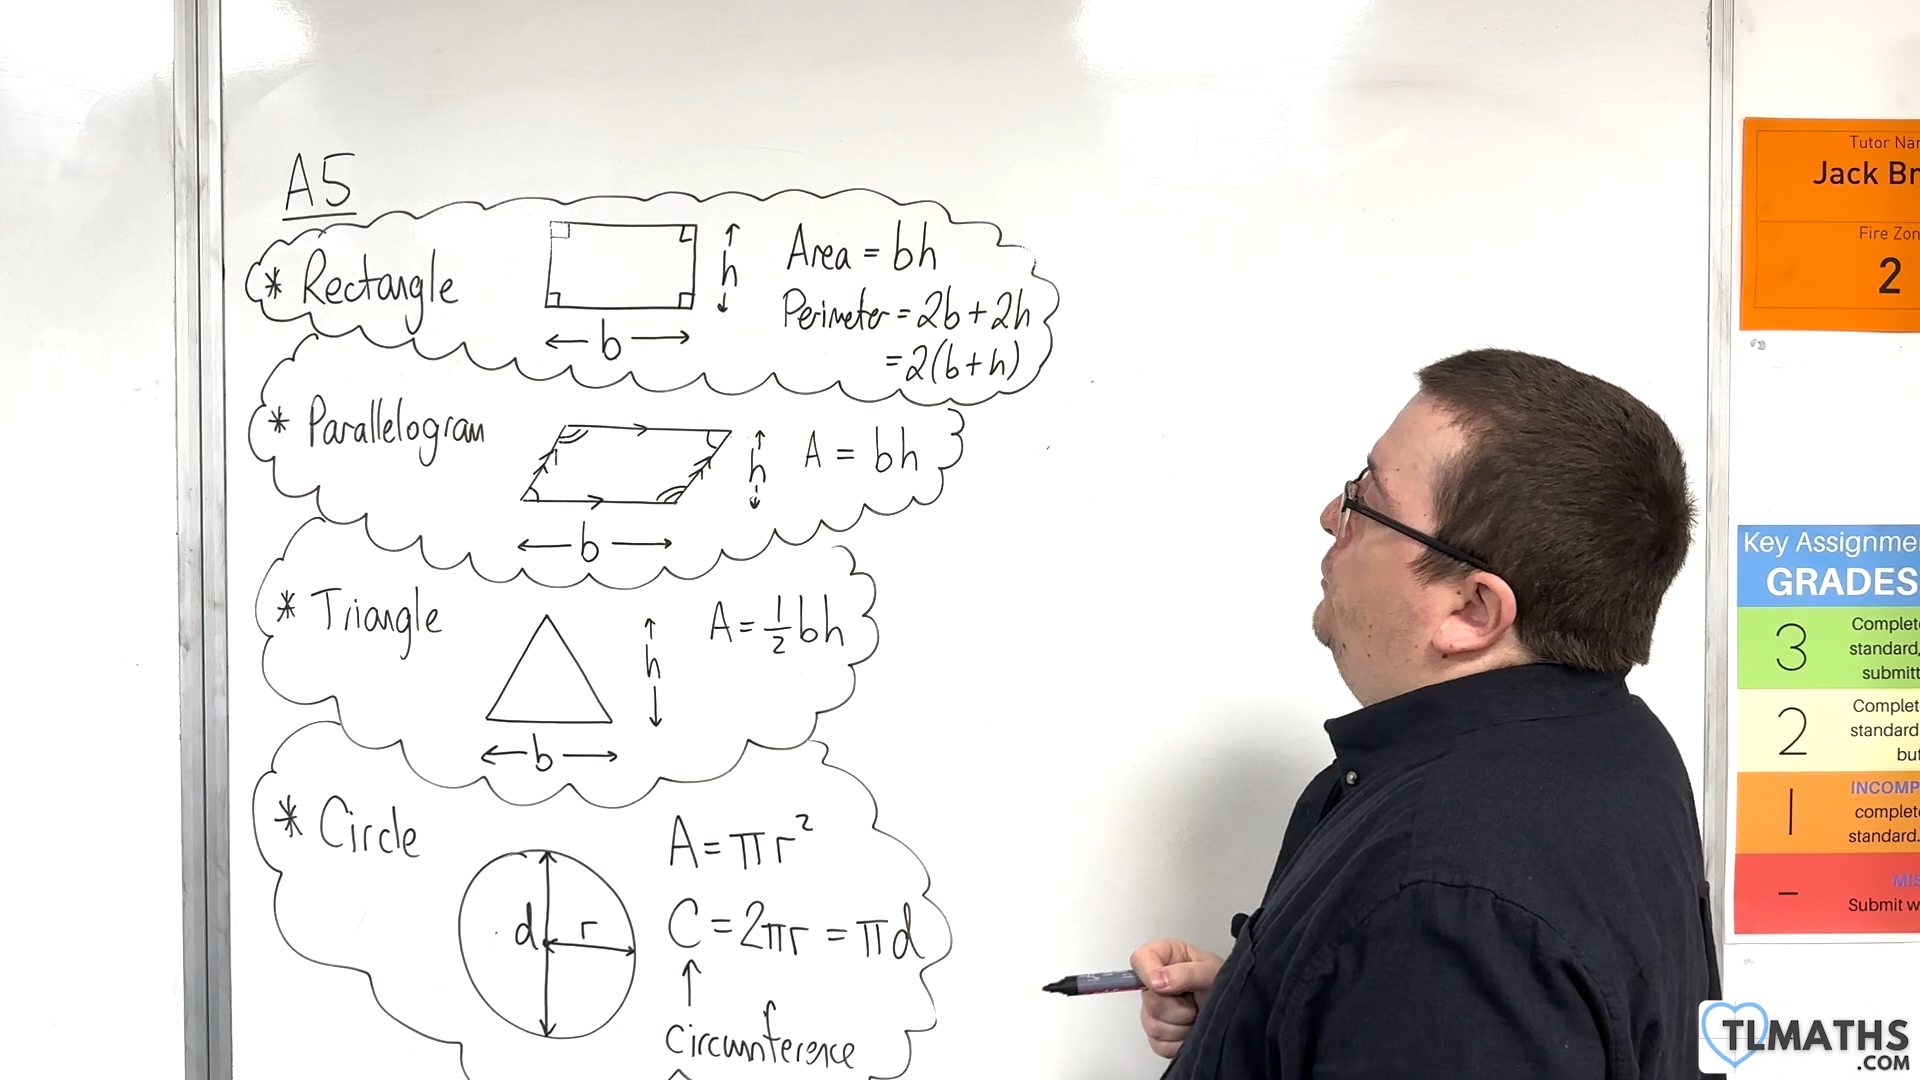 A5
* Rectangle
h
b
Area = bh
Perimeter = 2b + 2h
= 2(b + h)
* Parallelogram
h
b
A = bh
* Triangle
h
b
A = 1/2 bh
* Circle
d
r
A = πr²
C = 2πr = πd
↑
circumference
Tutor Nar
Jack Br
Fire Zon
2
Key Assignme
GRADES
3
Complet
standard,
submitt
2
Complet
standard
but
1
INCOMP
complete
standard.
-
MIS
Submit w
TLMATHS
.COM